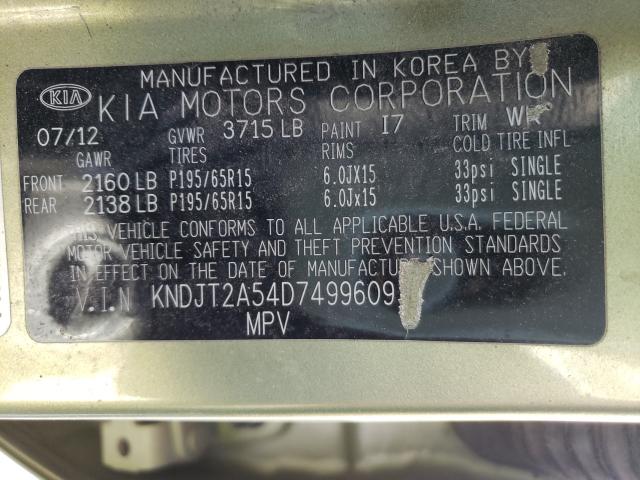 MANUFACTURED IN KOREA BY
KIA KIA MOTORS CORPORATION
07/12 GVWR 3715 LB PAINT I7 TRIM
GAWR TIRES RIMS COLD TIRE INFL
FRONT 2160 LB P195/65R15 6.0JX15 33psi SINGLE
REAR 2138 LB P195/65R15 6.0Jx15 33psi SINGLE
THIS VEHICLE CONFORMS TO ALL APPLICABLE U.S.A. FEDERAL
MOTOR VEHICLE SAFETY AND THEFT PREVENTION STANDARDS
IN EFFECT ON THE DATE OF MANUFACTU SHOWN ABOVE.
V.I.N KNDJT2A54D7499609
MPV